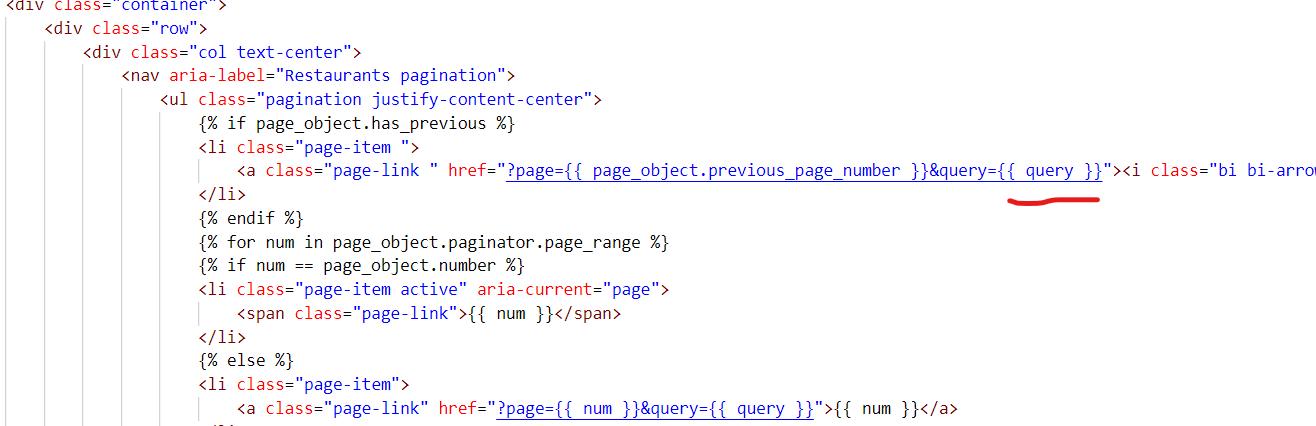 <div class="container">
<div class="row">
<div class="col text-center">
<nav aria-label="Restaurants pagination">
<ul class="pagination justify-content-center">
{% if page_object.has_previous %}
<li class="page-item ">
<a class="page-link " href="?page={{ page_object.previous_page_number }}&query={{ query }}"><i class="bi bi-arrow
</li>
{% endif %}
{% for num in page_object.paginator.page_range %}
{% if num == page_object.number %}
<li class="page-item active" aria-current="page">
<span class="page-link">{{ num }}</span>
</li>
{% else %}
<li class="page-item">
<a class="page-link" href="?page={{ num }}&query={{ query }}">{{ num }}</a>